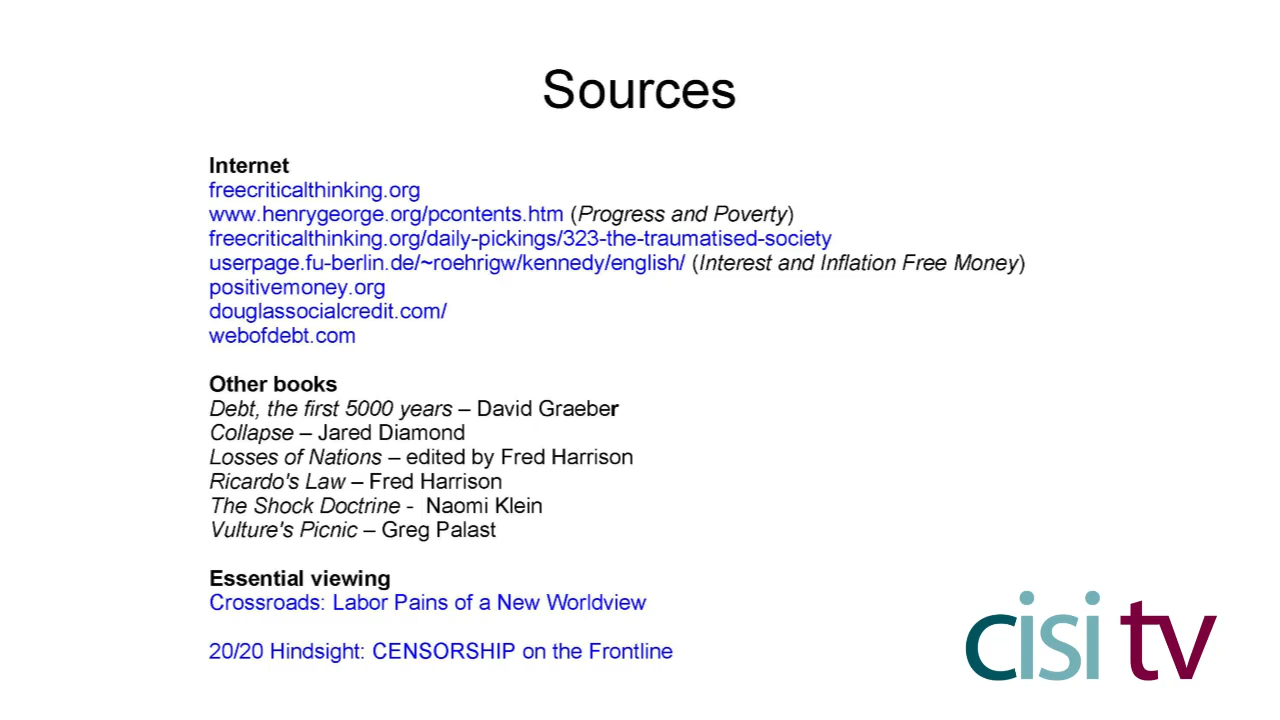 Sources
Internet
freecriticalthinking.org
www.henrygeorge.org/pcontents.htm (Progress and Poverty)
freecriticalthinking.org/daily-pickings/323-the-traumatised-society
userpage.fu-berlin.de/~roehrigw/kennedy/english/ (Interest and Inflation Free Money)
positivemoney.org
douglassocialcredit.com/
webofdebt.com
Other books
Debt, the first 5000 years – David Graeber
Collapse – Jared Diamond
Losses of Nations – edited by Fred Harrison
Ricardo's Law – Fred Harrison
The Shock Doctrine -  Naomi Klein
Vulture's Picnic – Greg Palast
Essential viewing
Crossroads: Labor Pains of a New Worldview
20/20 Hindsight: CENSORSHIP on the Frontline
cisi tv